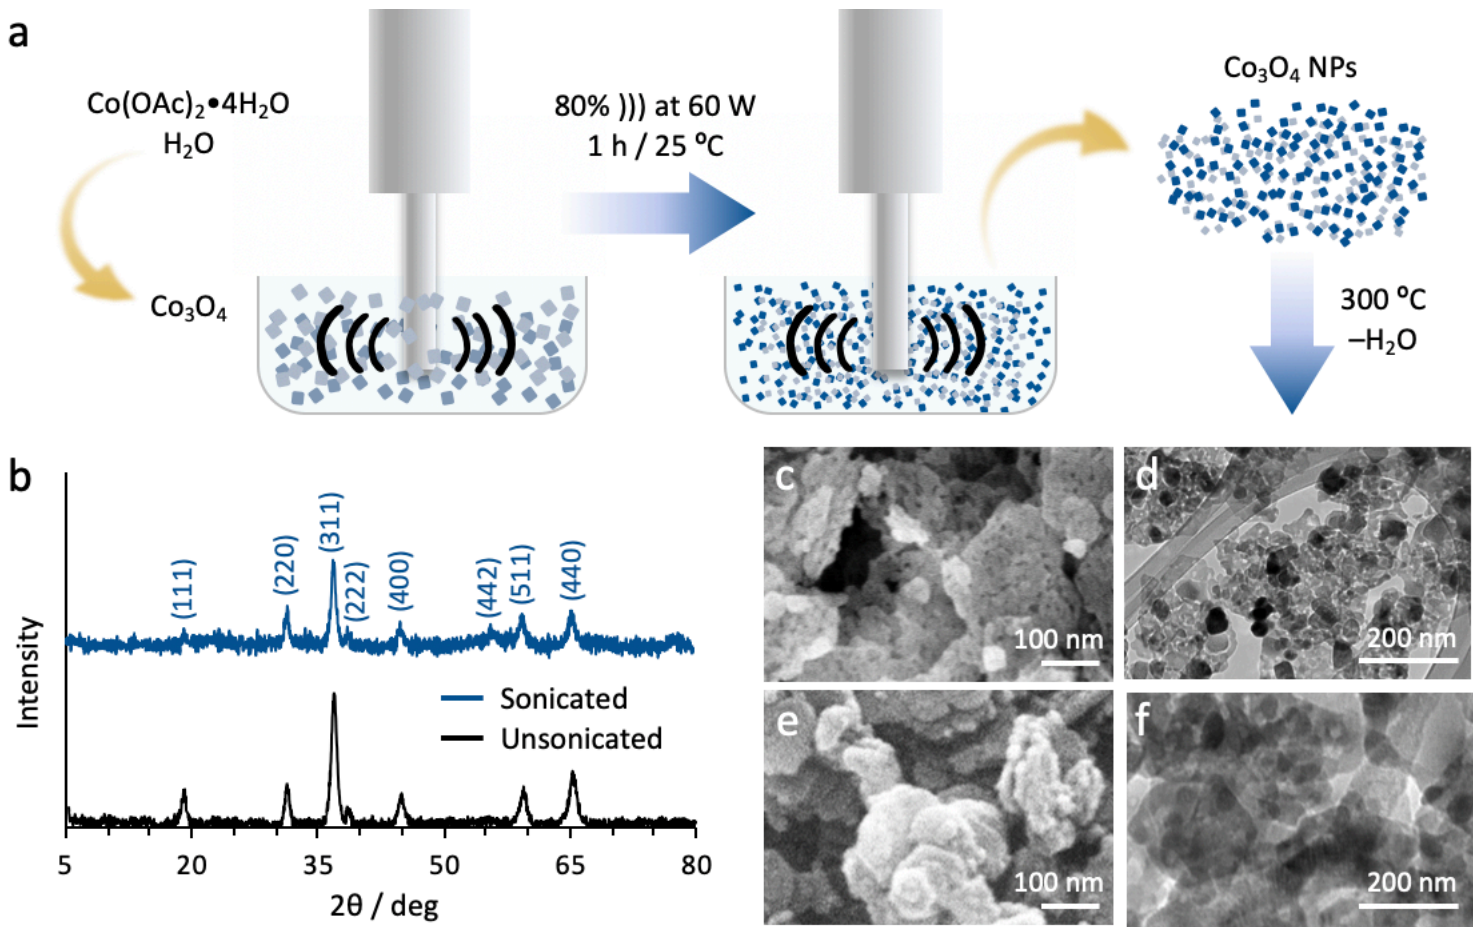 a
Co(OAc)₂•4H₂O
H₂O
Co₃O₄
80% ))) at 60 W
1 h / 25 ºC
Co₃O₄ NPs
300 ºC
–H₂O
b
Intensity
(111)
(220)
(311)
(222)
(400)
(442)
(511)
(440)
Sonicated
Unsonicated
5 20 35 50 65 80
2θ / deg
c
100 nm
d
200 nm
e
100 nm
f
200 nm